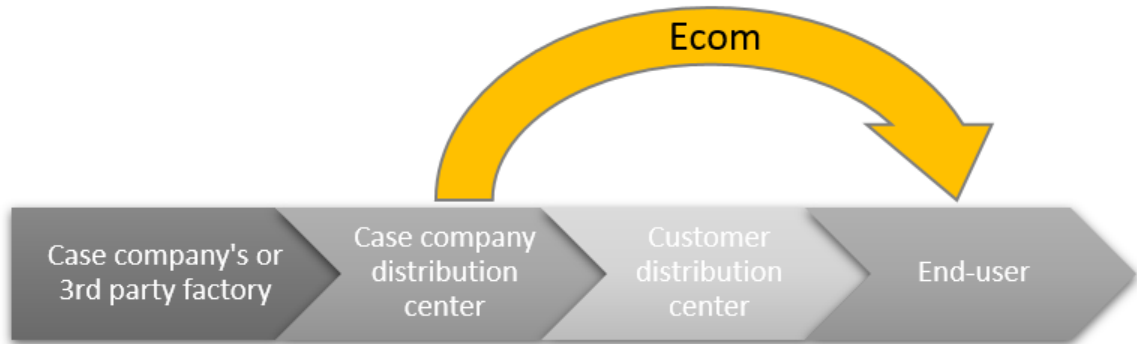 Ecom
Case company's or
3rd party factory
Case company
distribution
center
Customer
distribution
center
End-user